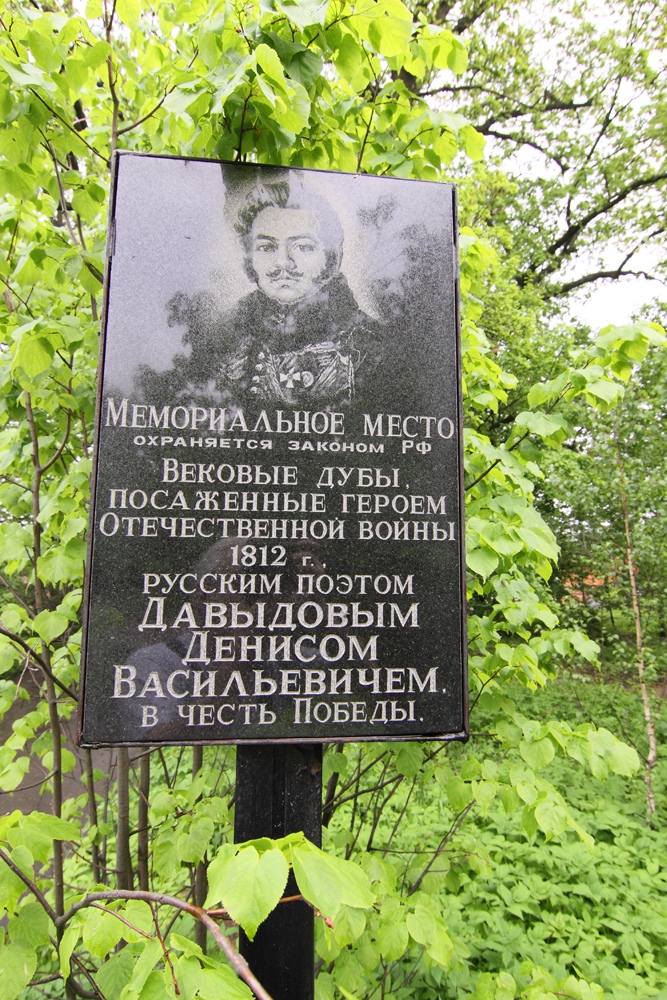 Мемориальное место
охраняется законом Рф
Вековые дубы,
посаженные героем
Отечественной войны
1812 г.,
русским поэтом
Давыдовым
Денисом
Васильевичем.
в честь Победы.